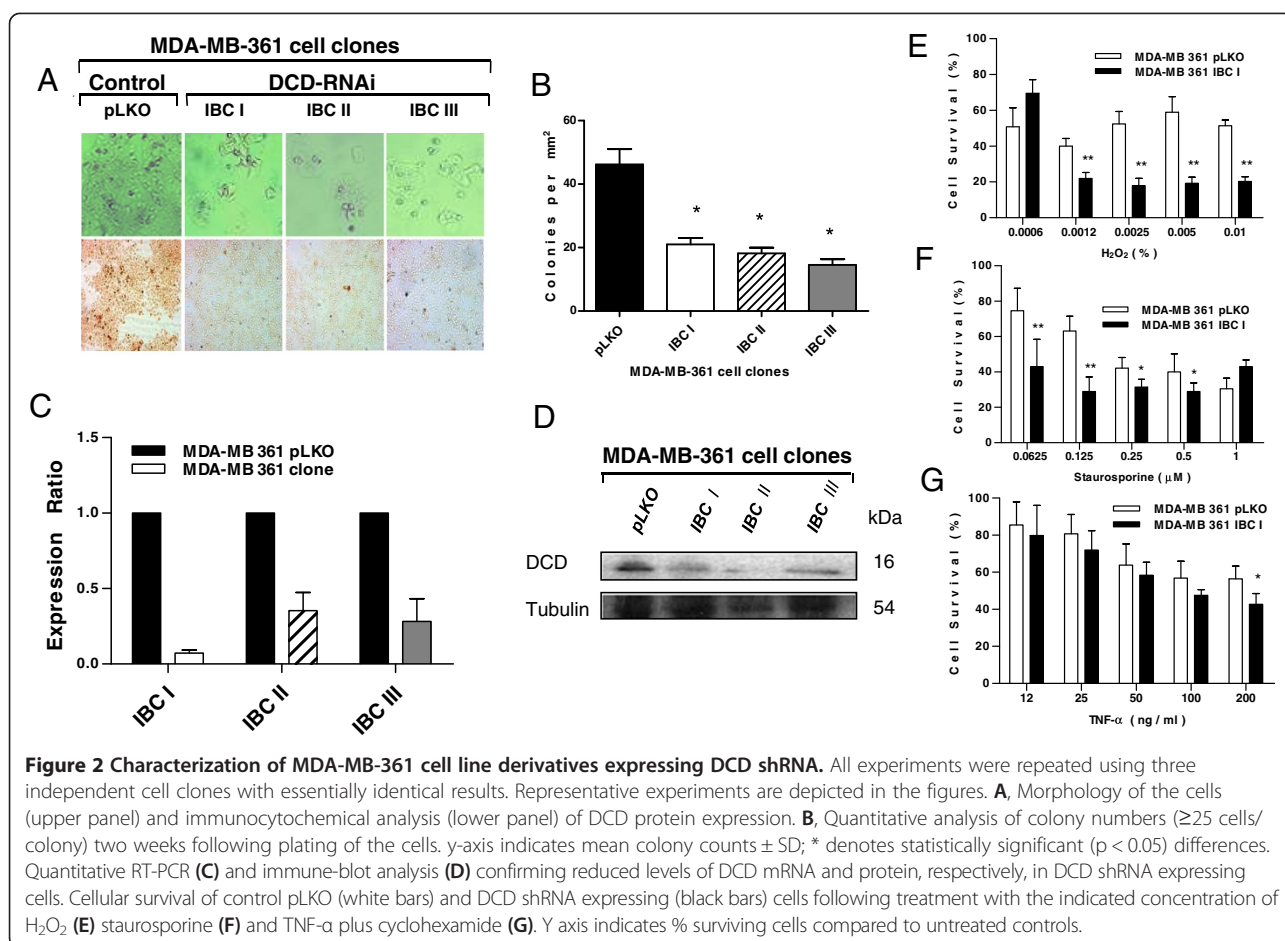 MDA-MB-361 cell clones
A
Control
DCD-RNAi
pLKO
IBC I
IBC II
IBC III
B
Colonies per mm²
60
40
20
0
*
*
*
pLKO
IBC I
IBC II
IBC III
MDA-MB-361 cell clones
C
Expression Ratio
1.5
1.0
0.5
0.0
MDA-MB 361 pLKO
MDA-MB 361 clone
IBC I
IBC II
IBC III
D
MDA-MB-361 cell clones
pLKO
IBC I
IBC II
IBC III
kDa
DCD
16
Tubulin
54
E
Cell Survival (%)
100
80
60
40
20
0
MDA-MB 361 pLKO
MDA-MB 361 IBC I
**
**
**
**
0.0006
0.0012
0.0025
0.005
0.01
H₂O₂ (%)
F
Cell Survival (%)
100
80
60
40
20
0
MDA-MB 361 pLKO
MDA-MB 361 IBC I
**
**
*
*
0.0625
0.125
0.25
0.5
1
Staurosporine (µM)
G
Cell Survival (%)
100
80
60
40
20
0
MDA-MB 361 pLKO
MDA-MB 361 IBC I
*
12
25
50
100
200
TNF-α (ng/ml)
Figure 2 Characterization of MDA-MB-361 cell line derivatives expressing DCD shRNA. All experiments were repeated using three
independent cell clones with essentially identical results. Representative experiments are depicted in the figures. A, Morphology of the cells
(upper panel) and immunocytochemical analysis (lower panel) of DCD protein expression. B, Quantitative analysis of colony numbers (≥25 cells/
colony) two weeks following plating of the cells. y-axis indicates mean colony counts ± SD; * denotes statistically significant (p < 0.05) differences.
Quantitative RT-PCR (C) and immune-blot analysis (D) confirming reduced levels of DCD mRNA and protein, respectively, in DCD shRNA expressing
cells. Cellular survival of control pLKO (white bars) and DCD shRNA expressing (black bars) cells following treatment with the indicated concentration of
H₂O₂ (E) staurosporine (F) and TNF-α plus cyclohexamide (G). Y axis indicates % surviving cells compared to untreated controls.